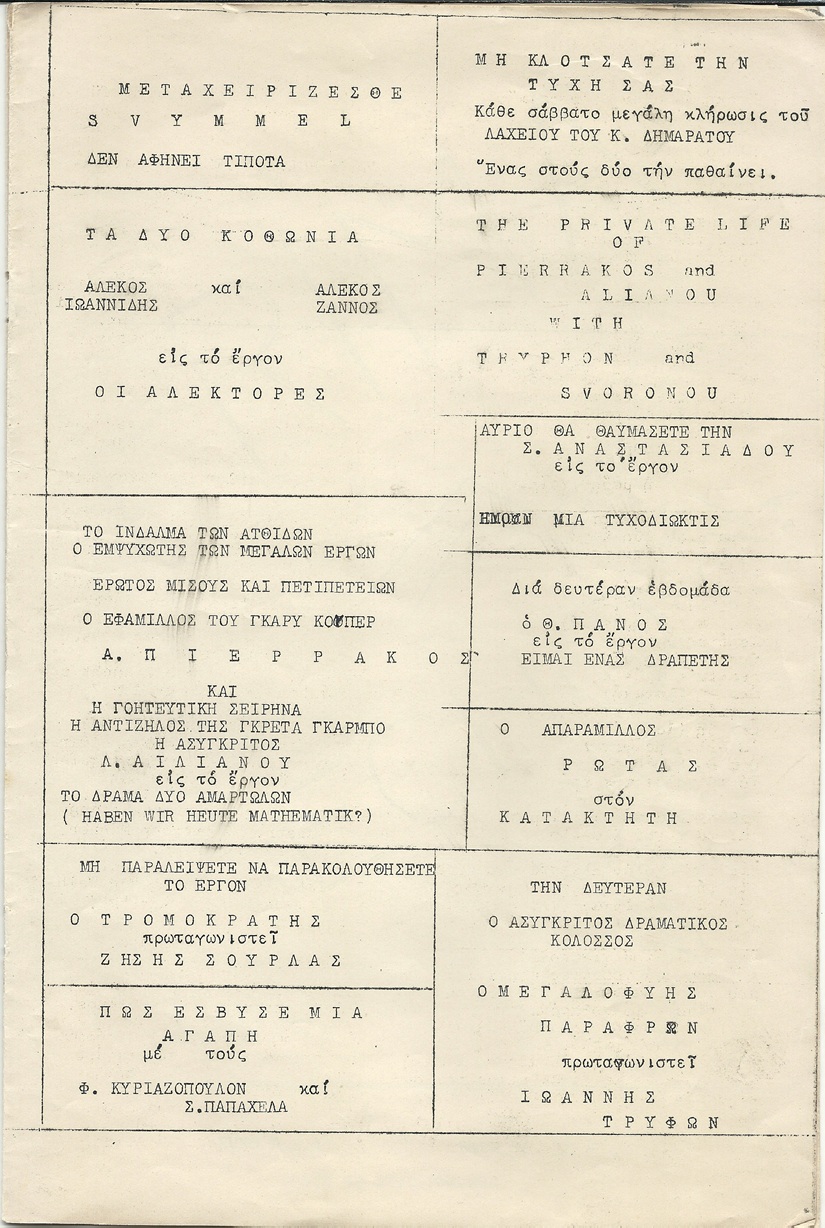 ΜΕΤΑΧΕΙΡΙΖΕΣΘΕ
SVYMMEL
ΔΕΝ ΑΦΗΝΕΙ ΤΙΠΟΤΑ
ΜΗ ΚΛΟΤΣΑΤΕ ΤΗΝ
ΤΥΧΗ ΣΑΣ
Κάθε σάββατο μεγάλη κλήρωσις τοῦ
ΛΑΧΕΙΟΥ ΤΟΥ Κ. ΔΗΜΑΡΑΤΟΥ
Ἕνας στούς δύο τήν παθαίνει.
ΤΑ ΔΥΟ ΚΟΘΩΝΙΑ
ΑΛΕΚΟΣ καί ΑΛΕΚΟΣ
ΙΩΑΝΝΙΔΗΣ ΖΑΝΝΟΣ
είς τό ἔργον
ΟΙ ΑΛΕΚΤΟΡΕΣ
THE PRIVATE LIFE
OF
PIERRAKOS and
ALIANOU
WITH
TRYPHON and
SVORONOU
ΑΥΡΙΟ ΘΑ ΘΑΥΜΑΣΕΤΕ ΤΗΝ
Σ. ΑΝΑΣΤΑΣΙΑΔΟΥ
είς το ἔργον
ΜΙΑ ΤΥΧΟΔΙΩΚΤΙΣ
ΤΟ ΙΝΔΑΛΜΑ ΤΩΝ ΑΤΘΙΔΩΝ
Ο ΕΜΨΥΧΩΤΗΣ ΤΩΝ ΜΕΓΑΛΩΝ ΕΡΓΩΝ
ΕΡΩΤΟΣ ΜΙΣΟΥΣ ΚΑΙ ΠΕΤΙΠΕΤΕΙΩΝ
Ο ΕΦΑΜΙΛΛΟΣ ΤΟΥ ΓΚΑΡΥ ΚΟΥΠΕΡ
Α. ΠΙΕΡΡΑΚΟΣ
ΚΑΙ
Η ΓΟΗΤΕΥΤΙΚΗ ΣΕΙΡΗΝΑ
Η ΑΝΤΙΖΗΛΟΣ ΤΗΣ ΓΚΡΕΤΑ ΓΚΑΡΜΠΟ
Η ΑΣΥΓΚΡΙΤΟΣ
Λ. ΑΙΛΙΑΝΟΥ
είς τό ἔργον
ΤΟ ΔΡΑΜΑ ΔΥΟ ΑΜΑΡΤΩΛΩΝ
( HABEN WIR HEUTE MATHEMATIK?)
Διά δευτέραν ἑβδομάδα
ὁ Θ. ΠΑΝΟΣ
είς τό ἔργον
ΕΙΜΑΙ ΕΝΑΣ ΔΡΑΠΕΤΗΣ
Ο ΑΠΑΡΑΜΙΛΛΟΣ
ΡΩΤΑΣ
στόν
ΚΑΤΑΚΤΗΤΗ
ΜΗ ΠΑΡΑΛΕΙΨΕΤΕ ΝΑ ΠΑΡΑΚΟΛΟΥΘΗΣΕΤΕ
ΤΟ ΕΡΓΟΝ
Ο ΤΡΟΜΟΚΡΑΤΗΣ
πρωταγωνιστεῖ
ΖΗΣΗΣ ΣΟΥΡΛΑΣ
ΠΩΣ ΕΣΒΥΣΕ ΜΙΑ
ΑΓΑΠΗ
μέ τούς
Φ. ΚΥΡΙΑΖΟΠΟΥΛΟΝ καί
Σ.ΠΑΠΑΧΕΛΑ
ΤΗΝ ΔΕΥΤΕΡΑΝ
Ο ΑΣΥΓΚΡΙΤΟΣ ΔΡΑΜΑΤΙΚΟΣ
ΚΟΛΟΣΣΟΣ
Ο ΜΕΓΑΛΟΦΥΗΣ
ΠΑΡΑΦΡΩΝ
πρωταγωνιστεῖ
ΙΩΑΝΝΗΣ
ΤΡΥΦΩΝ